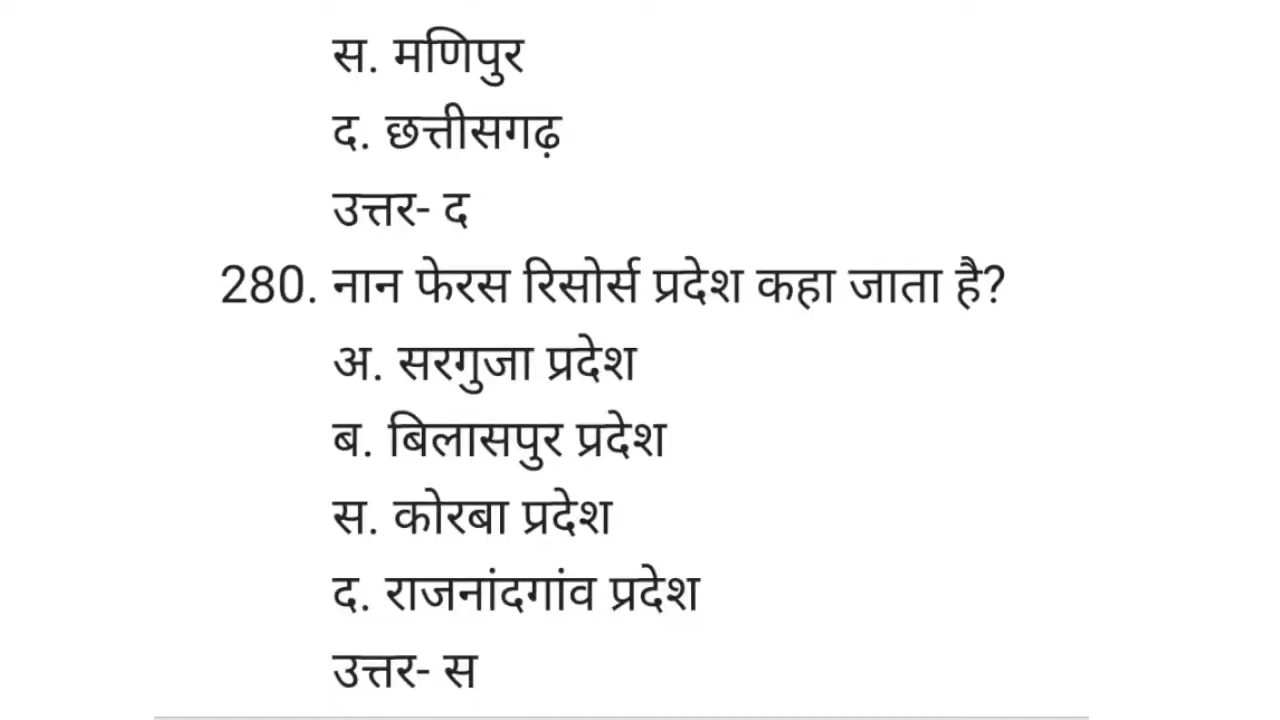 स. मणिपुर
द. छत्तीसगढ़
उत्तर- द
280. नान फेरस रिसोर्स प्रदेश कहा जाता है?
अ. सरगुजा प्रदेश
ब. बिलासपुर प्रदेश
स. कोरबा प्रदेश
द. राजनांदगांव प्रदेश
उत्तर- स